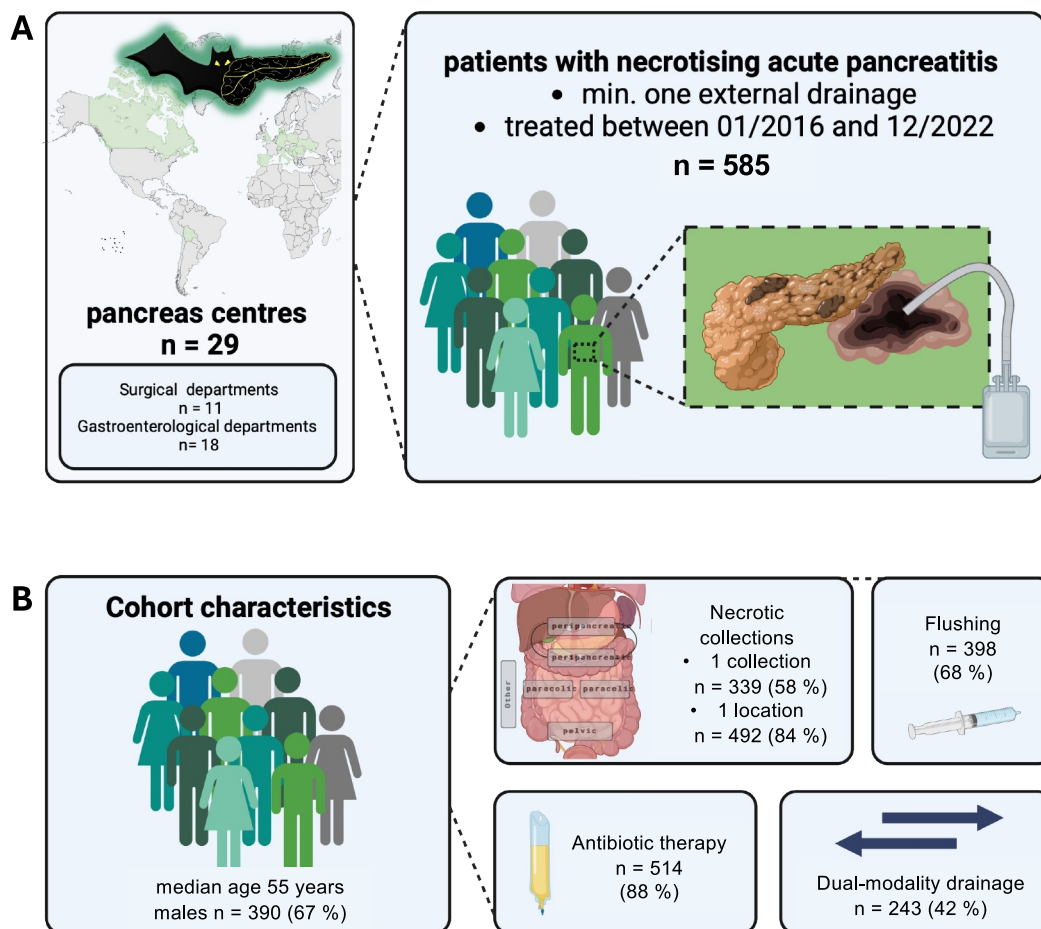 A
pancreas centres
n = 29
Surgical departments
n = 11
Gastroenterological departments
n= 18
patients with necrotising acute pancreatitis
• min. one external drainage
• treated between 01/2016 and 12/2022
n = 585
B
Cohort characteristics
median age 55 years
males n = 390 (67 %)
peripancreatic
peripancreatic
paracolic paracolic
pelvic
Other
Necrotic
collections
• 1 collection
n = 339 (58 %)
• 1 location
n = 492 (84 %)
Flushing
n = 398
(68 %)
Antibiotic therapy
n = 514
(88 %)
Dual-modality drainage
n = 243 (42 %)